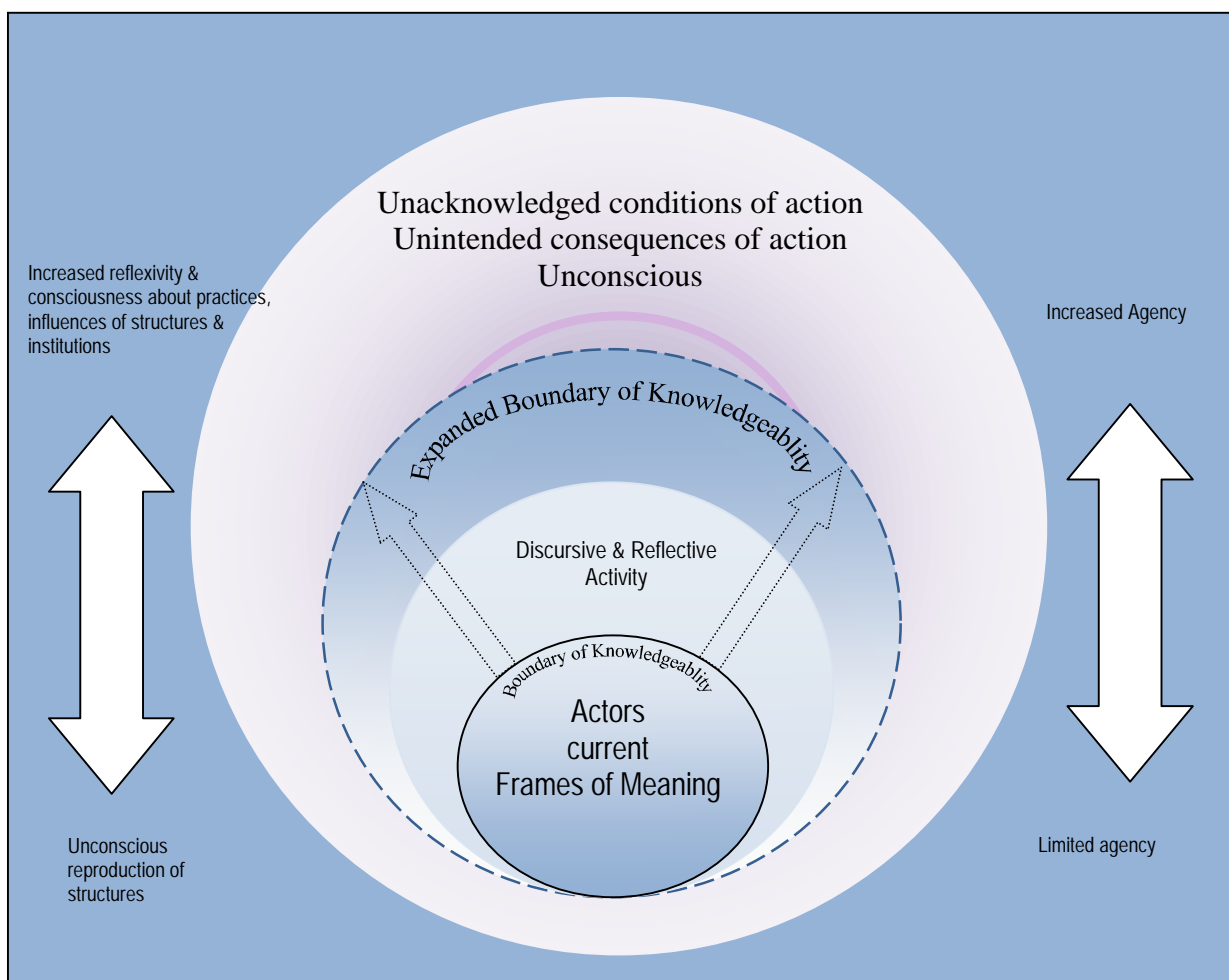 Unacknowledged conditions of action
Unintended consequences of action
Unconscious
Increased reflexivity &
consciousness about practices,
influences of structures &
institutions
Increased Agency
Expanded Boundary of Knowledgeablity
Discursive & Reflective
Activity
Boundary of Knowledgeablity
Actors
current
Frames of Meaning
Unconscious
reproduction of
structures
Limited agency